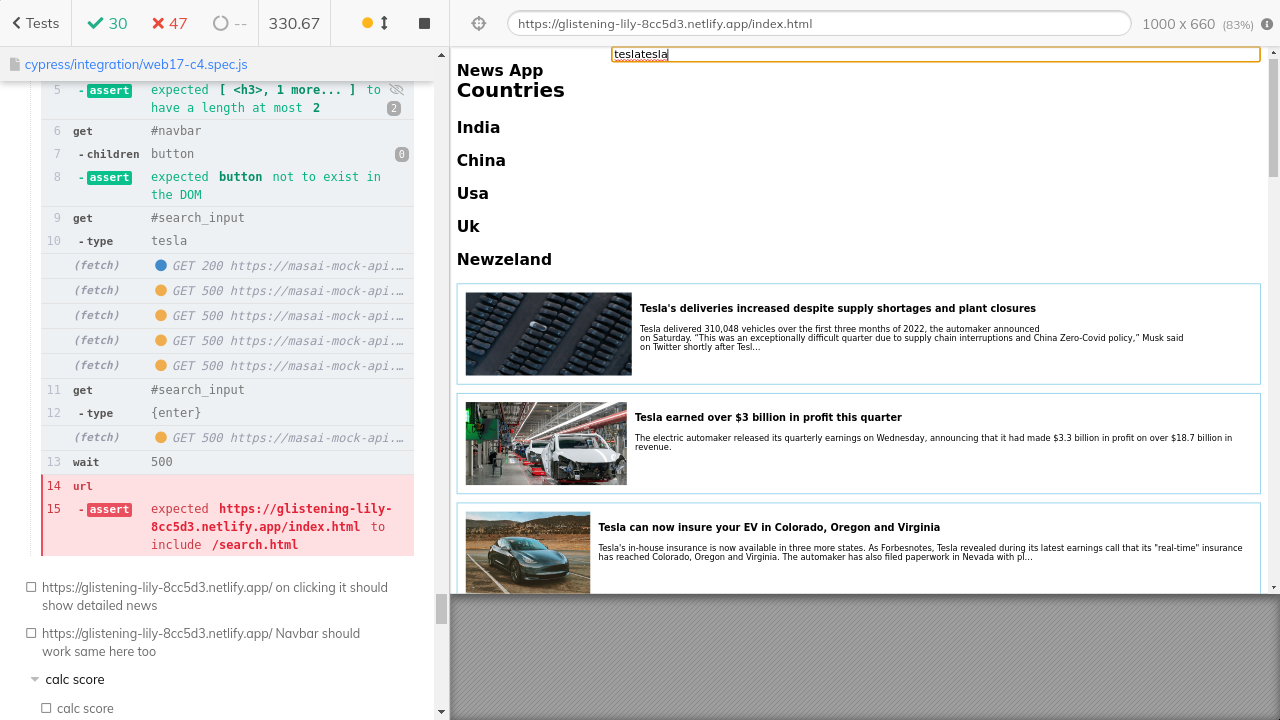 Tests
30
47
--
330.67
https://glistening-lily-8cc5d3.netlify.app/index.html
1000 x 660 (83%)
cypress/integration/web17-c4.spec.js
5 -assert expected [ <h3>, 1 more... ] to
have a length at most 2 2
6 get #navbar
7 -children button 0
8 -assert expected button not to exist in
the DOM
9 get #search_input
10 -type tesla
(fetch) GET 200 https://masai-mock-api.…
(fetch) GET 500 https://masai-mock-api.…
(fetch) GET 500 https://masai-mock-api.…
(fetch) GET 500 https://masai-mock-api.…
(fetch) GET 500 https://masai-mock-api.…
11 get #search_input
12 -type {enter}
(fetch) GET 500 https://masai-mock-api.…
13 wait 500
14 url
15 -assert expected https://glistening-lily-
8cc5d3.netlify.app/index.html to
include /search.html
https://glistening-lily-8cc5d3.netlify.app/ on clicking it should
show detailed news
https://glistening-lily-8cc5d3.netlify.app/ Navbar should
work same here too
calc score
calc score
teslatesla
News App
Countries
India
China
Usa
Uk
Newzeland
Tesla's deliveries increased despite supply shortages and plant closures
Tesla delivered 310,048 vehicles over the first three months of 2022, the automaker announced
on Saturday. “This was an exceptionally difficult quarter due to supply chain interruptions and China Zero-Covid policy,” Musk said
on Twitter shortly after Tesl...
Tesla earned over $3 billion in profit this quarter
The electric automaker released its quarterly earnings on Wednesday, announcing that it had made $3.3 billion in profit on over $18.7 billion in
revenue.
Tesla can now insure your EV in Colorado, Oregon and Virginia
Tesla's in-house insurance is now available in three more states. As Forbesnotes, Tesla revealed during its latest earnings call that its "real-time" insurance
has reached Colorado, Oregon and Virginia. The automaker has also filed paperwork in Nevada with pl...